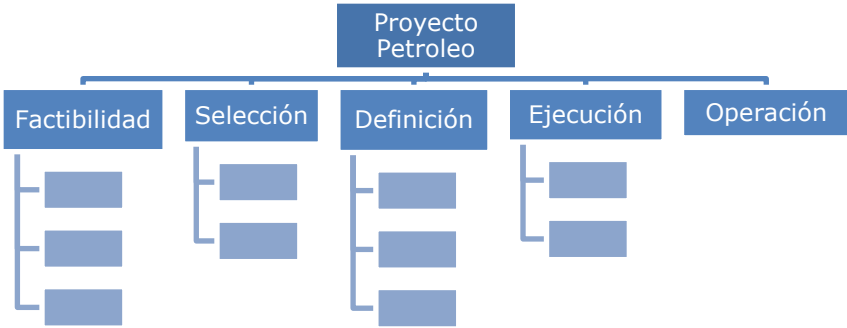 Proyecto
Petroleo
Factibilidad
Selección
Definición
Ejecución
Operación